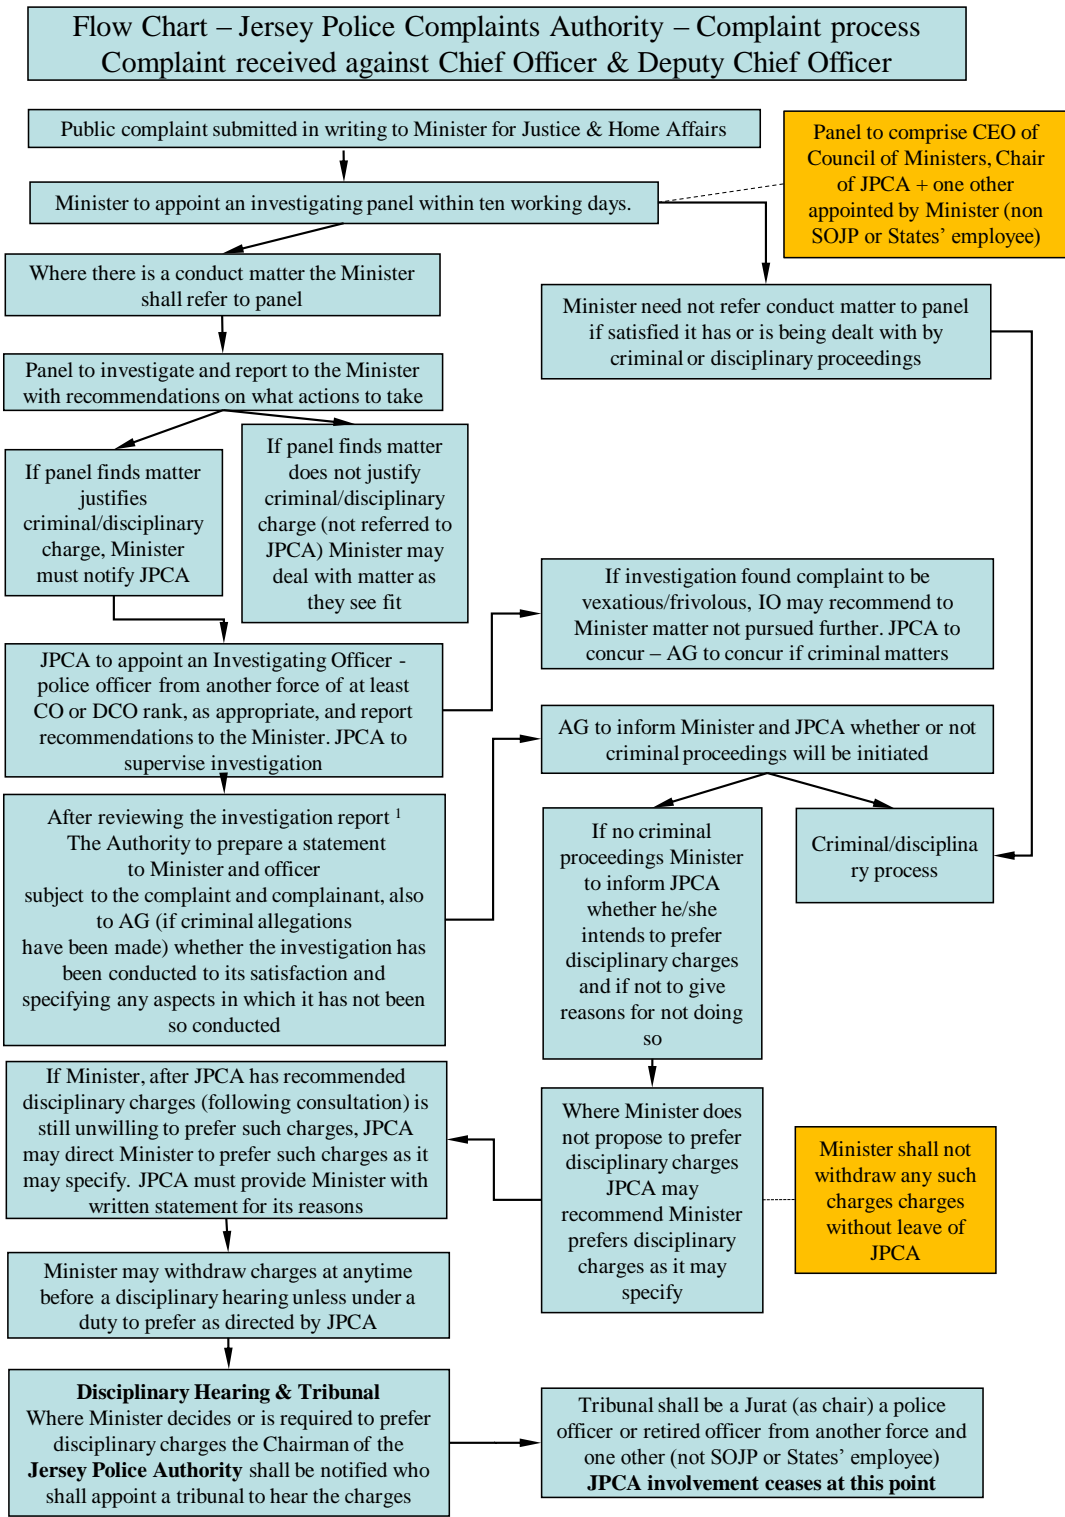 Flow Chart – Jersey Police Complaints Authority – Complaint process
Complaint received against Chief Officer & Deputy Chief Officer
Public complaint submitted in writing to Minister for Justice & Home Affairs
Panel to comprise CEO of
Council of Ministers, Chair
of JPCA + one other
appointed by Minister (non
SOJP or States' employee)
Minister to appoint an investigating panel within ten working days.
Where there is a conduct matter the Minister
shall refer to panel
Minister need not refer conduct matter to panel
if satisfied it has or is being dealt with by
criminal or disciplinary proceedings
Panel to investigate and report to the Minister
with recommendations on what actions to take
If panel finds matter
justifies
criminal/disciplinary
charge, Minister
must notify JPCA
If panel finds matter
does not justify
criminal/disciplinary
charge (not referred to
JPCA) Minister may
deal with matter as
they see fit
If investigation found complaint to be
vexatious/frivolous, IO may recommend to
Minister matter not pursued further. JPCA to
concur – AG to concur if criminal matters
JPCA to appoint an Investigating Officer -
police officer from another force of at least
CO or DCO rank, as appropriate, and report
recommendations to the Minister. JPCA to
supervise investigation
AG to inform Minister and JPCA whether or not
criminal proceedings will be initiated
After reviewing the investigation report 1
The Authority to prepare a statement
to Minister and officer
subject to the complaint and complainant, also
to AG (if criminal allegations
have been made) whether the investigation has
been conducted to its satisfaction and
specifying any aspects in which it has not been
so conducted
If no criminal
proceedings Minister
to inform JPCA
whether he/she
intends to prefer
disciplinary charges
and if not to give
reasons for not doing
so
Criminal/disciplina
ry process
If Minister, after JPCA has recommended
disciplinary charges (following consultation) is
still unwilling to prefer such charges, JPCA
may direct Minister to prefer such charges as it
may specify. JPCA must provide Minister with
written statement for its reasons
Where Minister does
not propose to prefer
disciplinary charges
JPCA may
recommend Minister
prefers disciplinary
charges as it may
specify
Minister shall not
withdraw any such
charges charges
without leave of
JPCA
Minister may withdraw charges at anytime
before a disciplinary hearing unless under a
duty to prefer as directed by JPCA
Disciplinary Hearing & Tribunal
Where Minister decides or is required to prefer
disciplinary charges the Chairman of the
Jersey Police Authority shall be notified who
shall appoint a tribunal to hear the charges
Tribunal shall be a Jurat (as chair) a police
officer or retired officer from another force and
one other (not SOJP or States' employee)
JPCA involvement ceases at this point